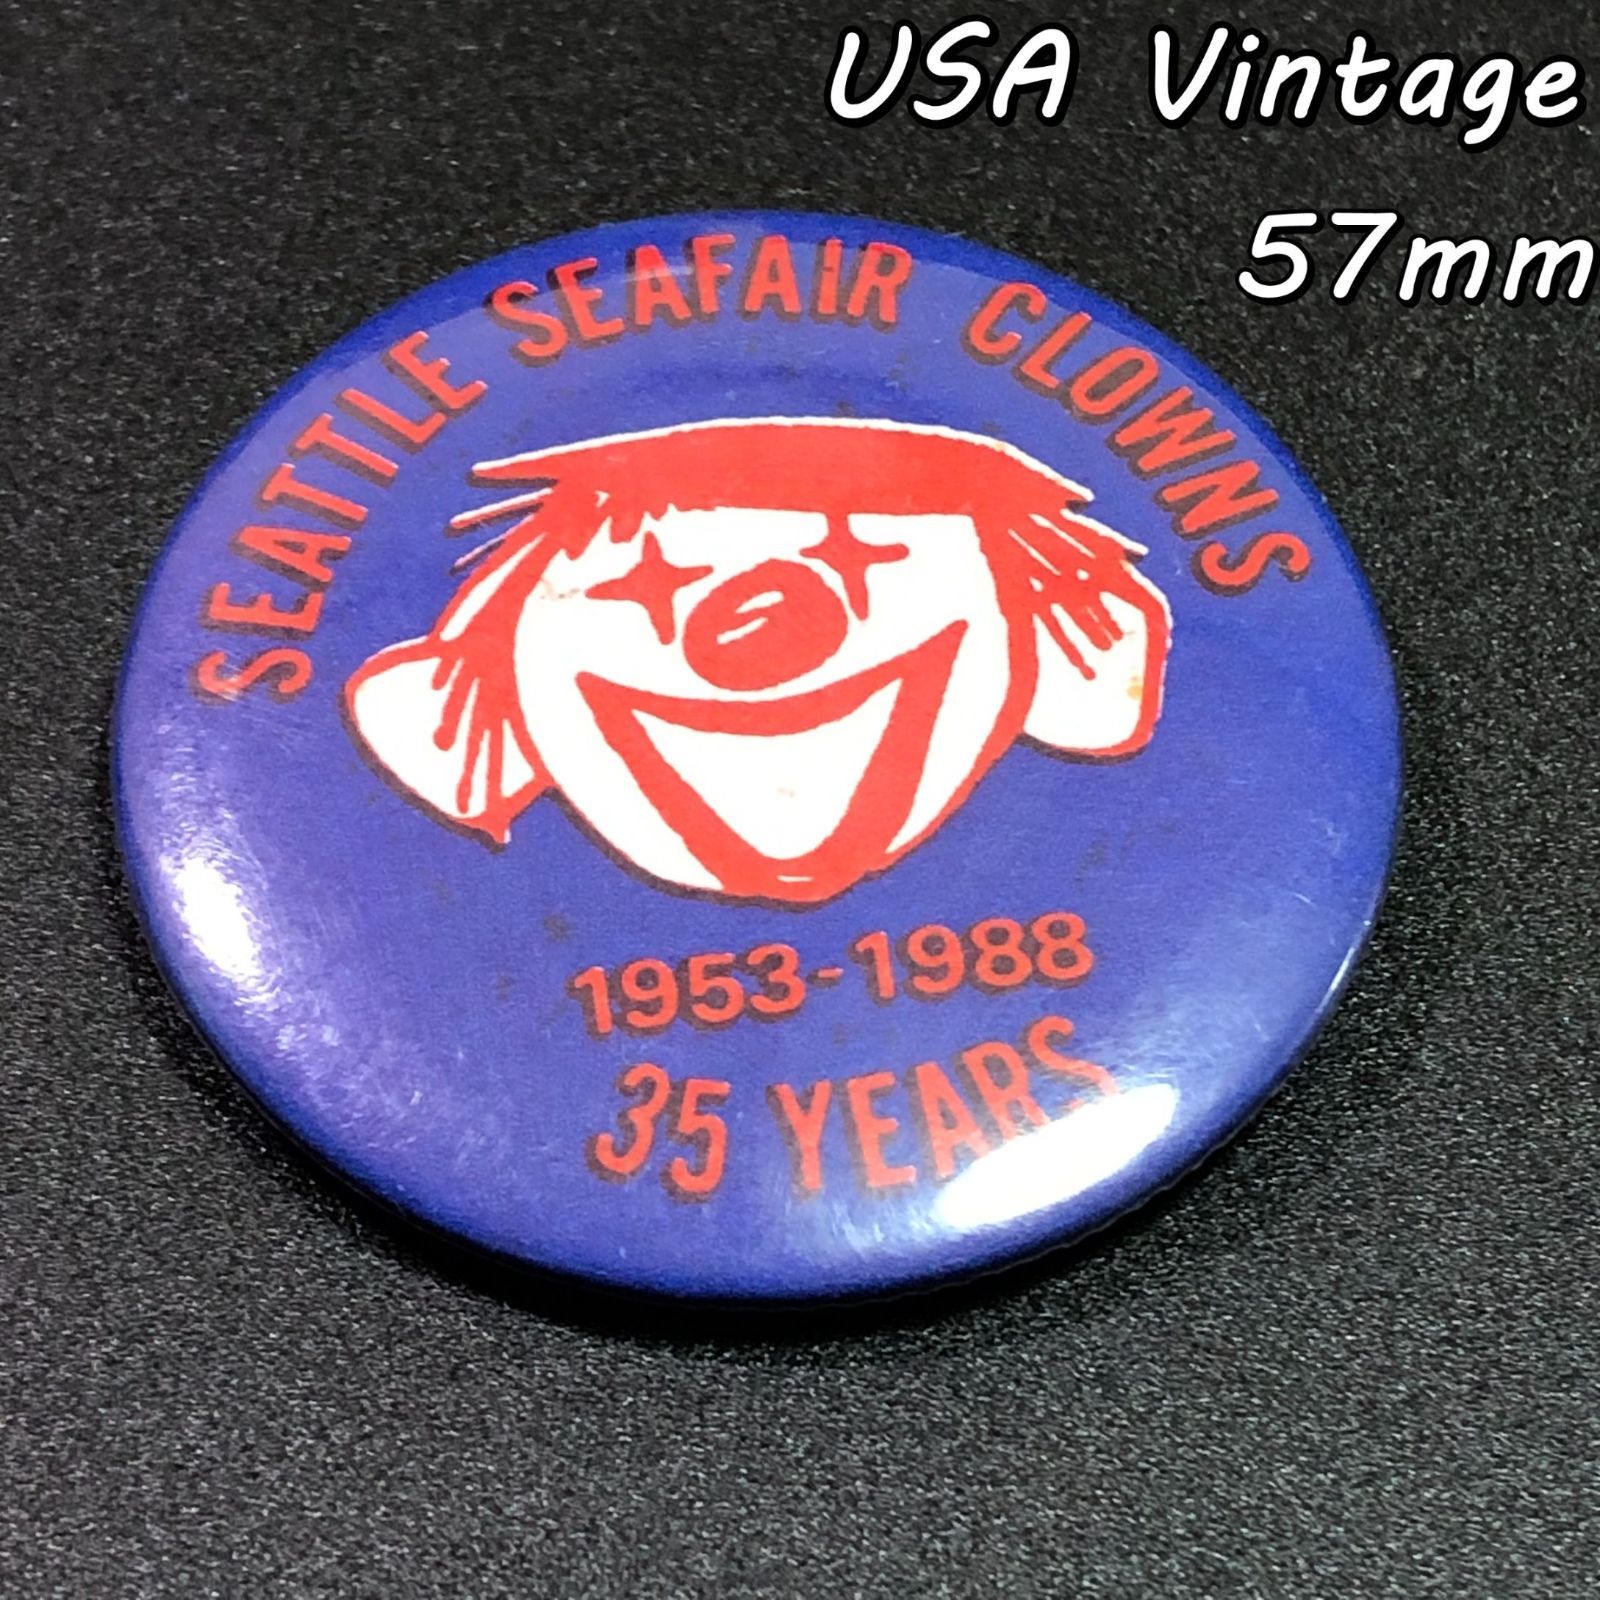 USA Vintage
57mm
SEATTLE SEAFAIR CLOWNS
1953-1988
35 YEARS